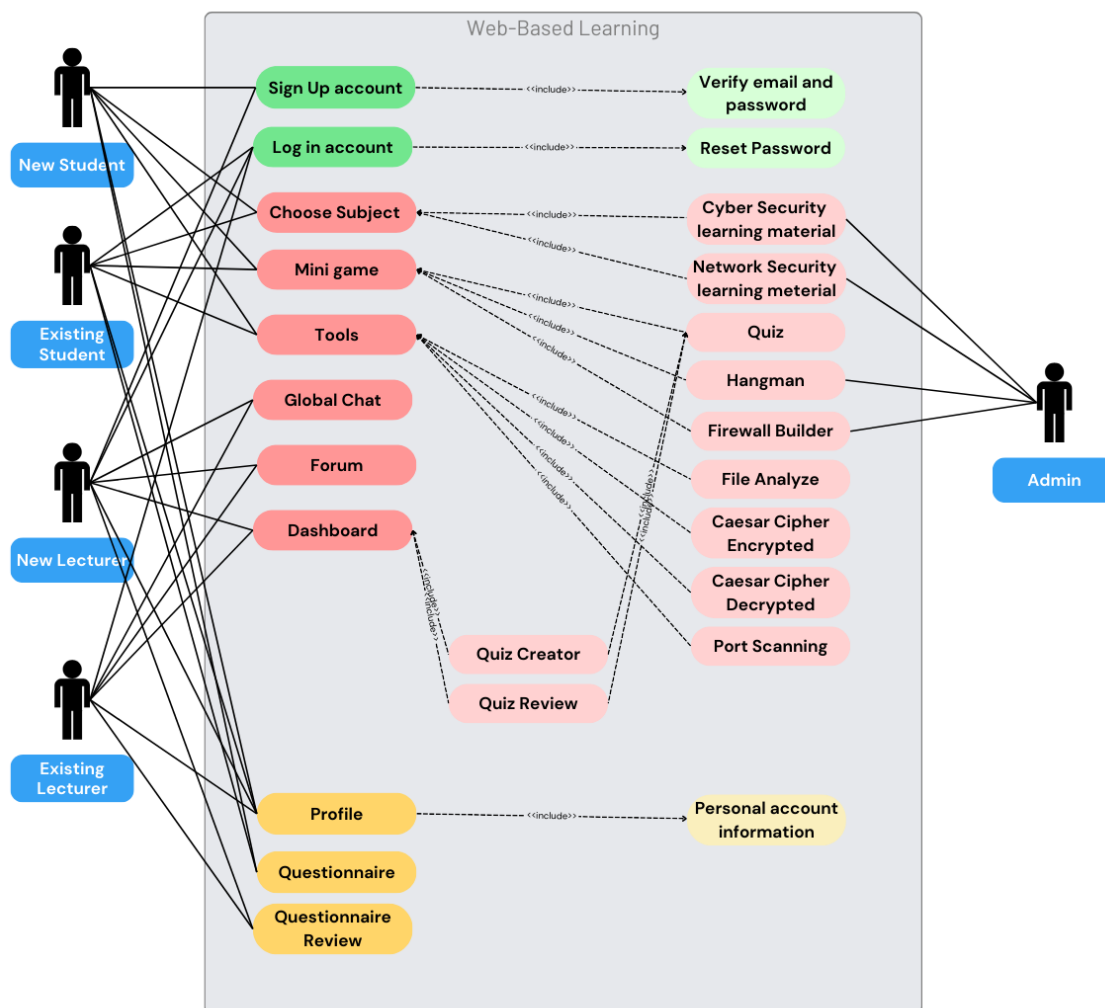 Web-Based Learning
New Student
Existing
Student
New Lecturer
Existing
Lecturer
Sign Up account
<<include>>
Verify email and
password
Log in account
<<include>>
Reset Password
Choose Subject
<<include>>
Cyber Security
learning material
<<include>>
Network Security
learning meterial
Mini game
<<include>>
Quiz
<<include>>
Hangman
<<include>>
Firewall Builder
Tools
<<include>>
File Analyze
<<include>>
Caesar Cipher
Encrypted
<<include>>
Caesar Cipher
Decrypted
<<include>>
Port Scanning
Global Chat
Forum
Dashboard
<<include>>
<<include>>
Quiz Creator
Quiz Review
<<include>>
<<include>>
Profile
<<include>>
Personal account
information
Questionnaire
Questionnaire
Review
Admin